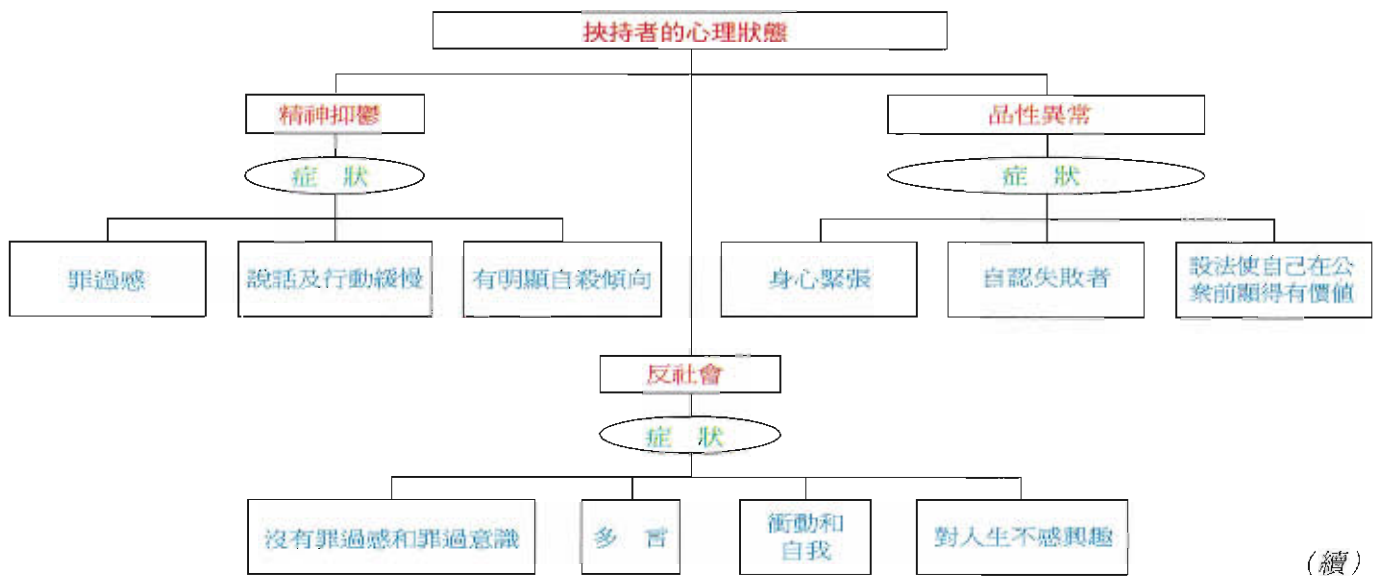 挾持者的心理狀態
精神抑鬱
品性異常
症 狀
症 狀
罪過感
說話及行動緩慢
有明顯自殺傾向
身心緊張
自認失敗者
設法使自己在公
衆前顯得有價値
反社會
症 狀
沒有罪過感和罪過意識
多 言
衝動和
自我
對人生不感興趣
(續)